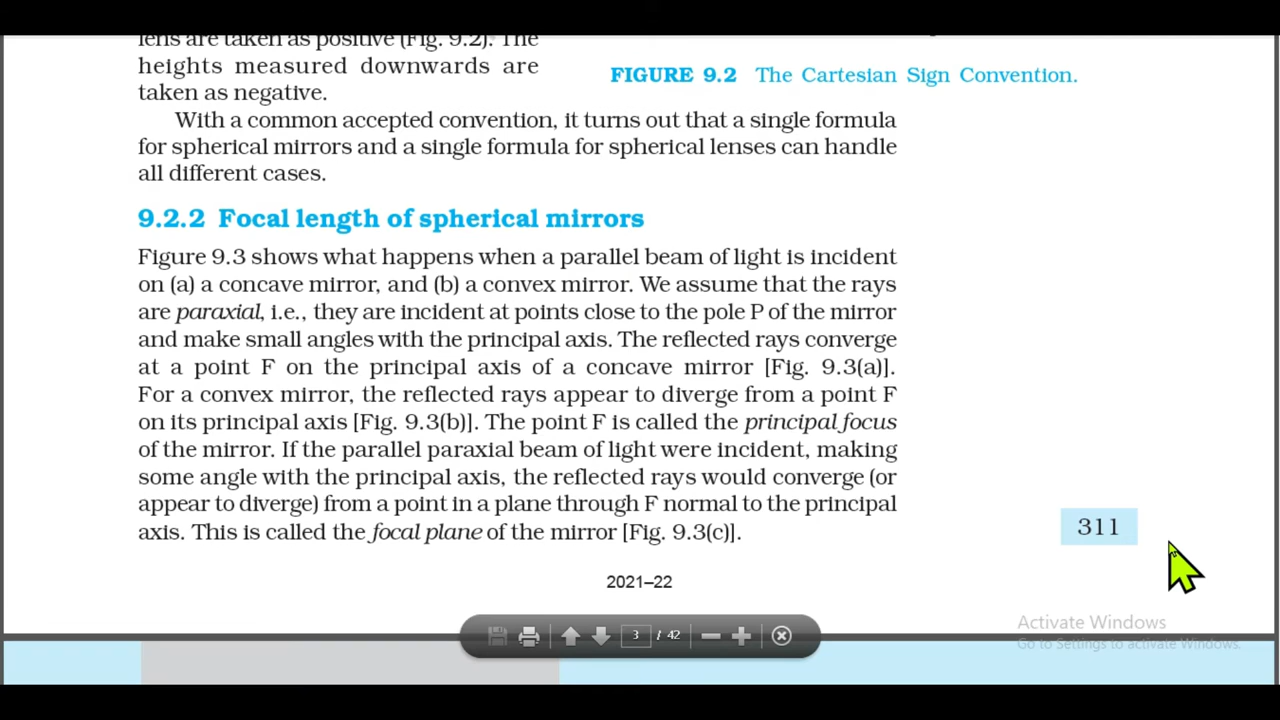 lens are taken as positive (Fig. 9.2). The
heights measured downwards are
taken as negative.
FIGURE 9.2 The Cartesian Sign Convention.
With a common accepted convention, it turns out that a single formula
for spherical mirrors and a single formula for spherical lenses can handle
all different cases.
9.2.2 Focal length of spherical mirrors
Figure 9.3 shows what happens when a parallel beam of light is incident
on (a) a concave mirror, and (b) a convex mirror. We assume that the rays
are paraxial, i.e., they are incident at points close to the pole P of the mirror
and make small angles with the principal axis. The reflected rays converge
at a point F on the principal axis of a concave mirror [Fig. 9.3(a)].
For a convex mirror, the reflected rays appear to diverge from a point F
on its principal axis [Fig. 9.3(b)]. The point F is called the principal focus
of the mirror. If the parallel paraxial beam of light were incident, making
some angle with the principal axis, the reflected rays would converge (or
appear to diverge) from a point in a plane through F normal to the principal
axis. This is called the focal plane of the mirror [Fig. 9.3(c)].
311
2021–22
3 / 42
Activate Windows
Go to Settings to activate Windows.